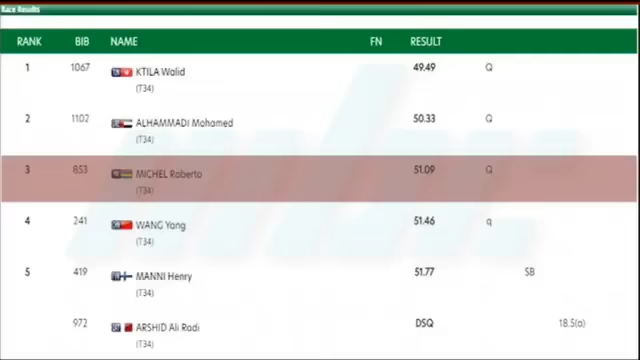 Race Results
RANK BIB NAME FN RESULT
1 1067 KTILA Walid 49.49 Q
(T34)
2 1102 ALHAMMADI Mohamed 50.33 Q
(T34)
3 853 MICHEL Roberto 51.09 Q
(T34)
4 241 WANG Yang 51.46 q
(T34)
5 419 MANNI Henry 51.77 SB
(T34)
972 ARSHID Ali Radi DSQ 18.5(a)
(T34)